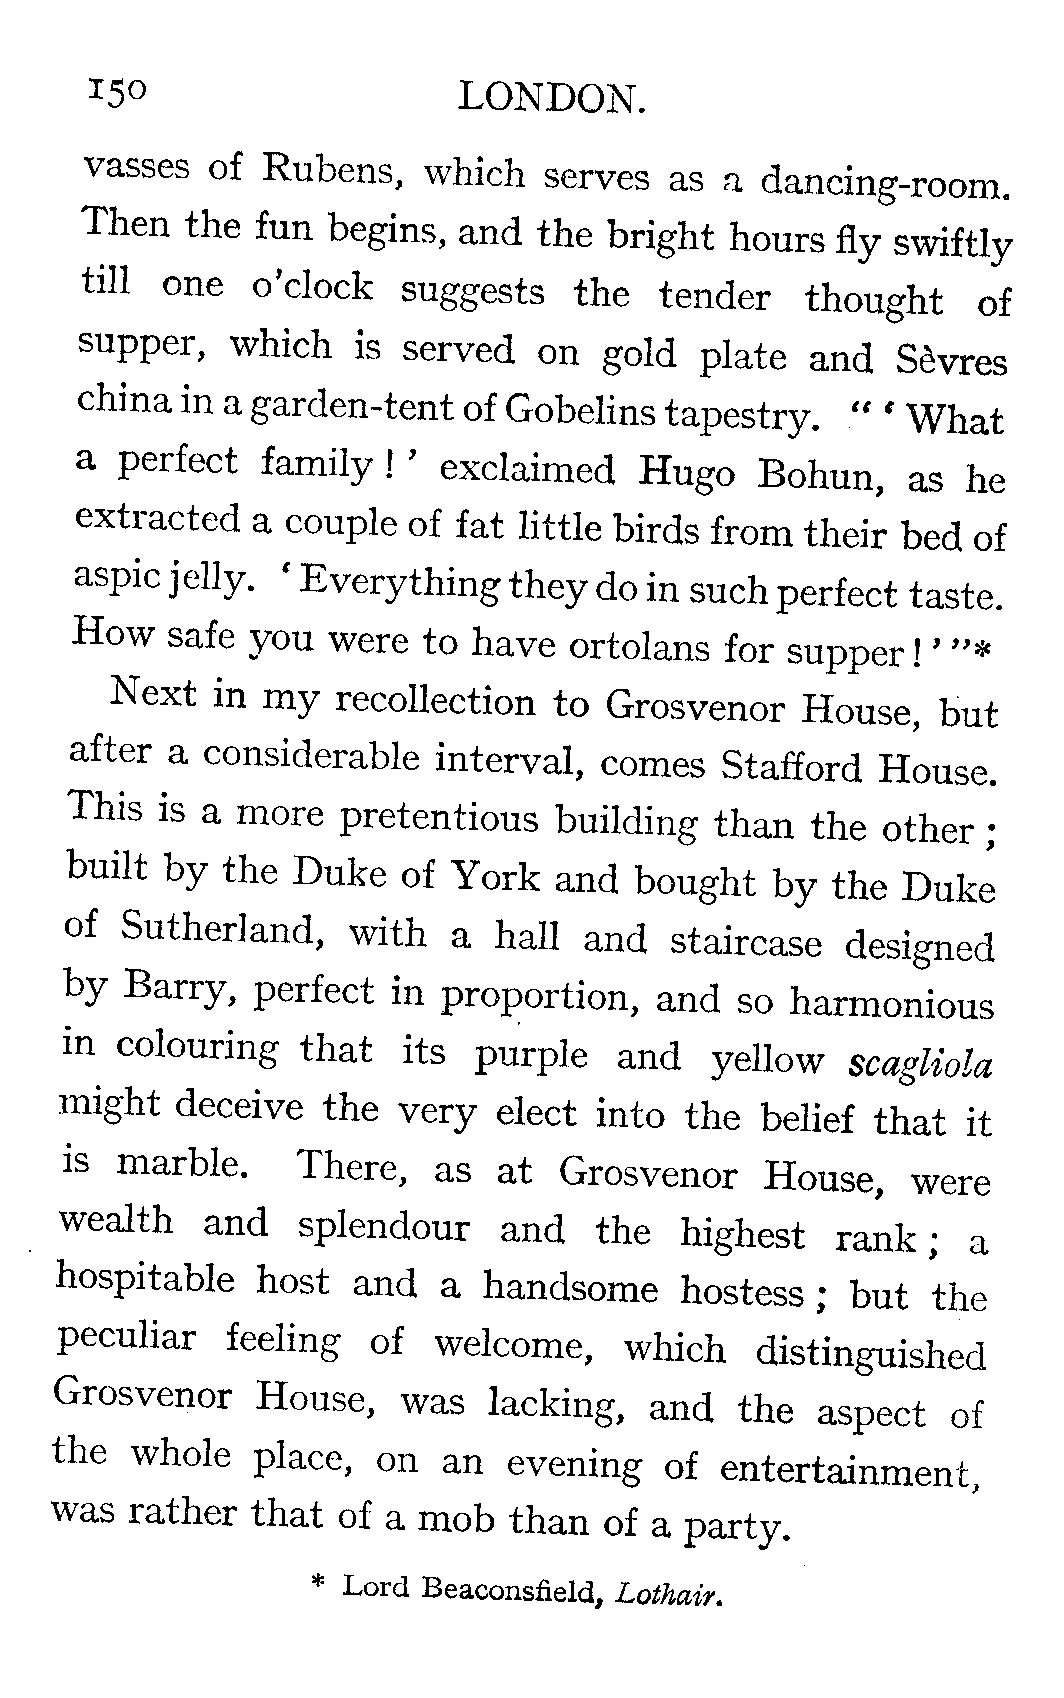 150 LONDON.
vasses of Rubens, which serves as a dancing-room.
Then the fun begins, and the bright hours fly swiftly
till one o'clock suggests the tender thought of
supper, which is served on gold plate and Sèvres
china in a garden-tent of Gobelins tapestry. " ' What
a perfect family ! ' exclaimed Hugo Bohun, as he
extracted a couple of fat little birds from their bed of
aspic jelly. ' Everything they do in such perfect taste.
How safe you were to have ortolans for supper ! ' "*
Next in my recollection to Grosvenor House, but
after a considerable interval, comes Stafford House.
This is a more pretentious building than the other ;
built by the Duke of York and bought by the Duke
of Sutherland, with a hall and staircase designed
by Barry, perfect in proportion, and so harmonious
in colouring that its purple and yellow scagliola
might deceive the very elect into the belief that it
is marble. There, as at Grosvenor House, were
wealth and splendour and the highest rank ; a
hospitable host and a handsome hostess ; but the
peculiar feeling of welcome, which distinguished
Grosvenor House, was lacking, and the aspect of
the whole place, on an evening of entertainment,
was rather that of a mob than of a party.
* Lord Beaconsfield, Lothair.